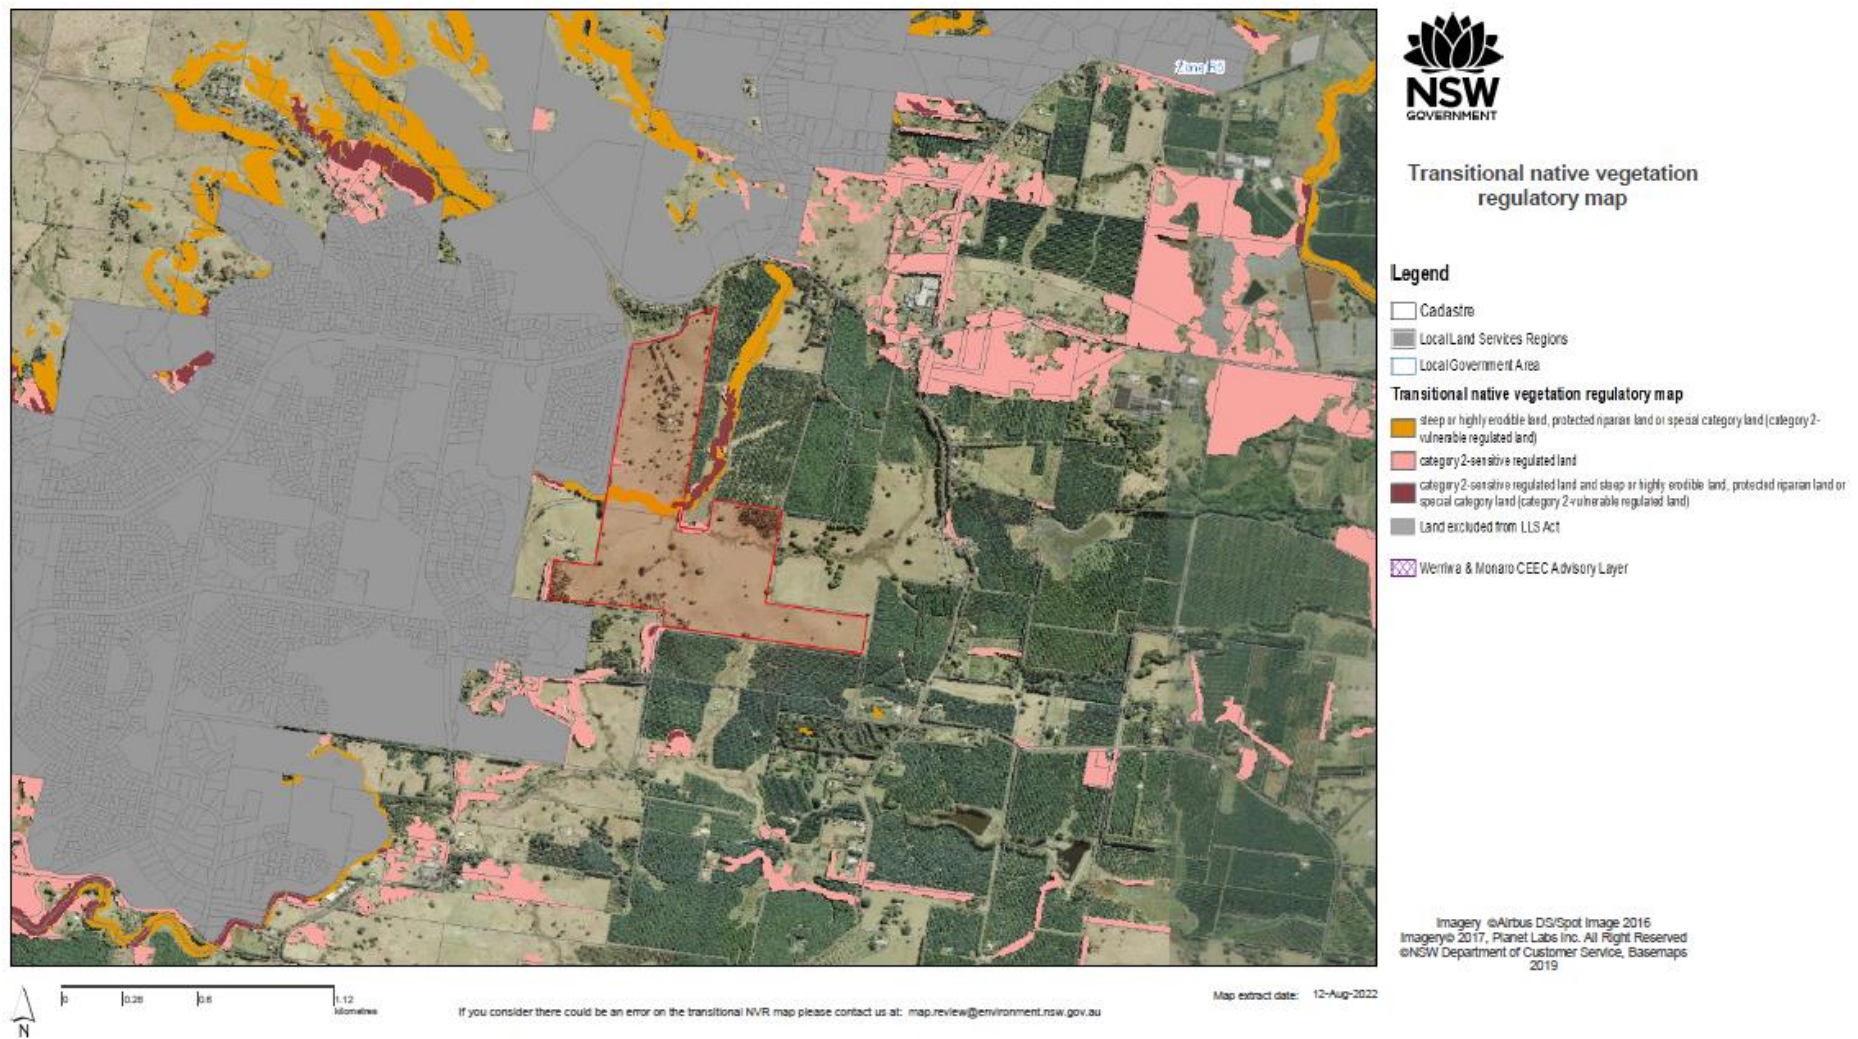 Zone R5
NSW
GOVERNMENT
Transitional native vegetation
regulatory map
Legend
Cadastre
Local Land Services Regions
Local Government Area
Transitional native vegetation regulatory map
steep or highly erodible land, protected riparian land or special category land (category 2-
vulnerable regulated land)
category 2-sensitive regulated land
category 2-sensitive regulated land and steep or highly erodible land, protected riparian land or
special category land (category 2-vulnerable regulated land)
Land excluded from LLS Act
Werriwa & Monaro CEEC Advisory Layer
Imagery ©Airbus DS/Spot Image 2016
Imagery© 2017, Planet Labs Inc. All Right Reserved
©NSW Department of Customer Service, Basemaps
2019
N
0 0.28 0.6 1.12
kilometres
If you consider there could be an error on the transitional NVR map please contact us at: map.review@environment.nsw.gov.au
Map extract date: 12-Aug-2022